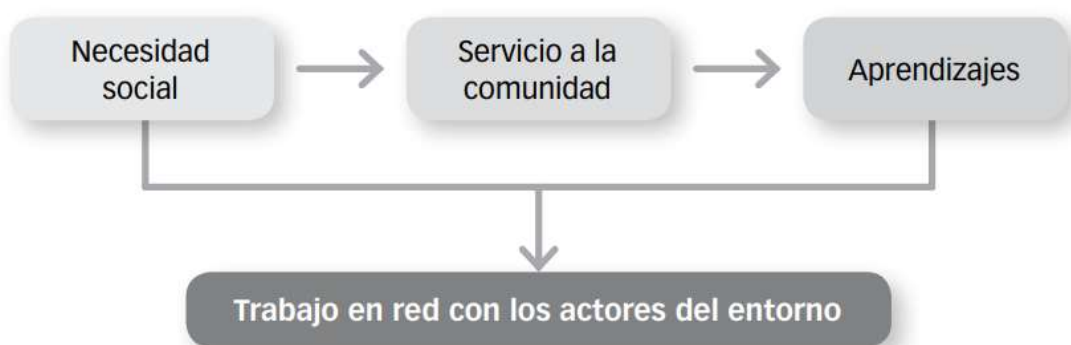 Necesidad
social
Servicio a la
comunidad
Aprendizajes
Trabajo en red con los actores del entorno